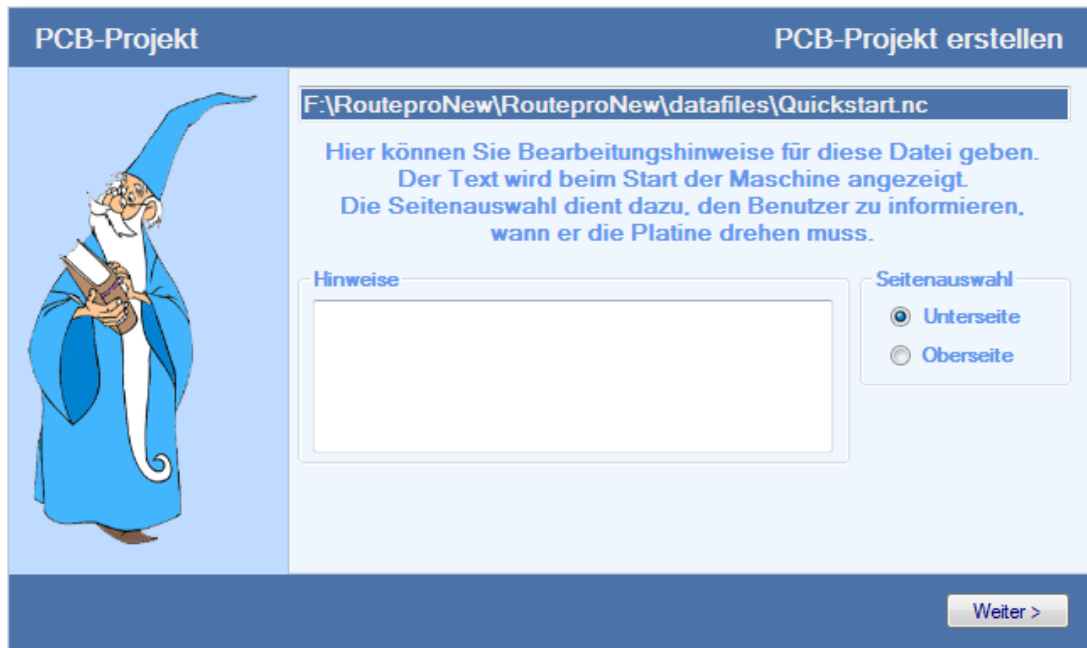 PCB-Projekt
PCB-Projekt erstellen
F:\RouteproNew\RouteproNew\datafiles\Quickstart.nc
Hier können Sie Bearbeitungshinweise für diese Datei geben.
Der Text wird beim Start der Maschine angezeigt.
Die Seitenauswahl dient dazu, den Benutzer zu informieren,
wann er die Platine drehen muss.
Hinweise
Seitenauswahl
Unterseite
Oberseite
Weiter >